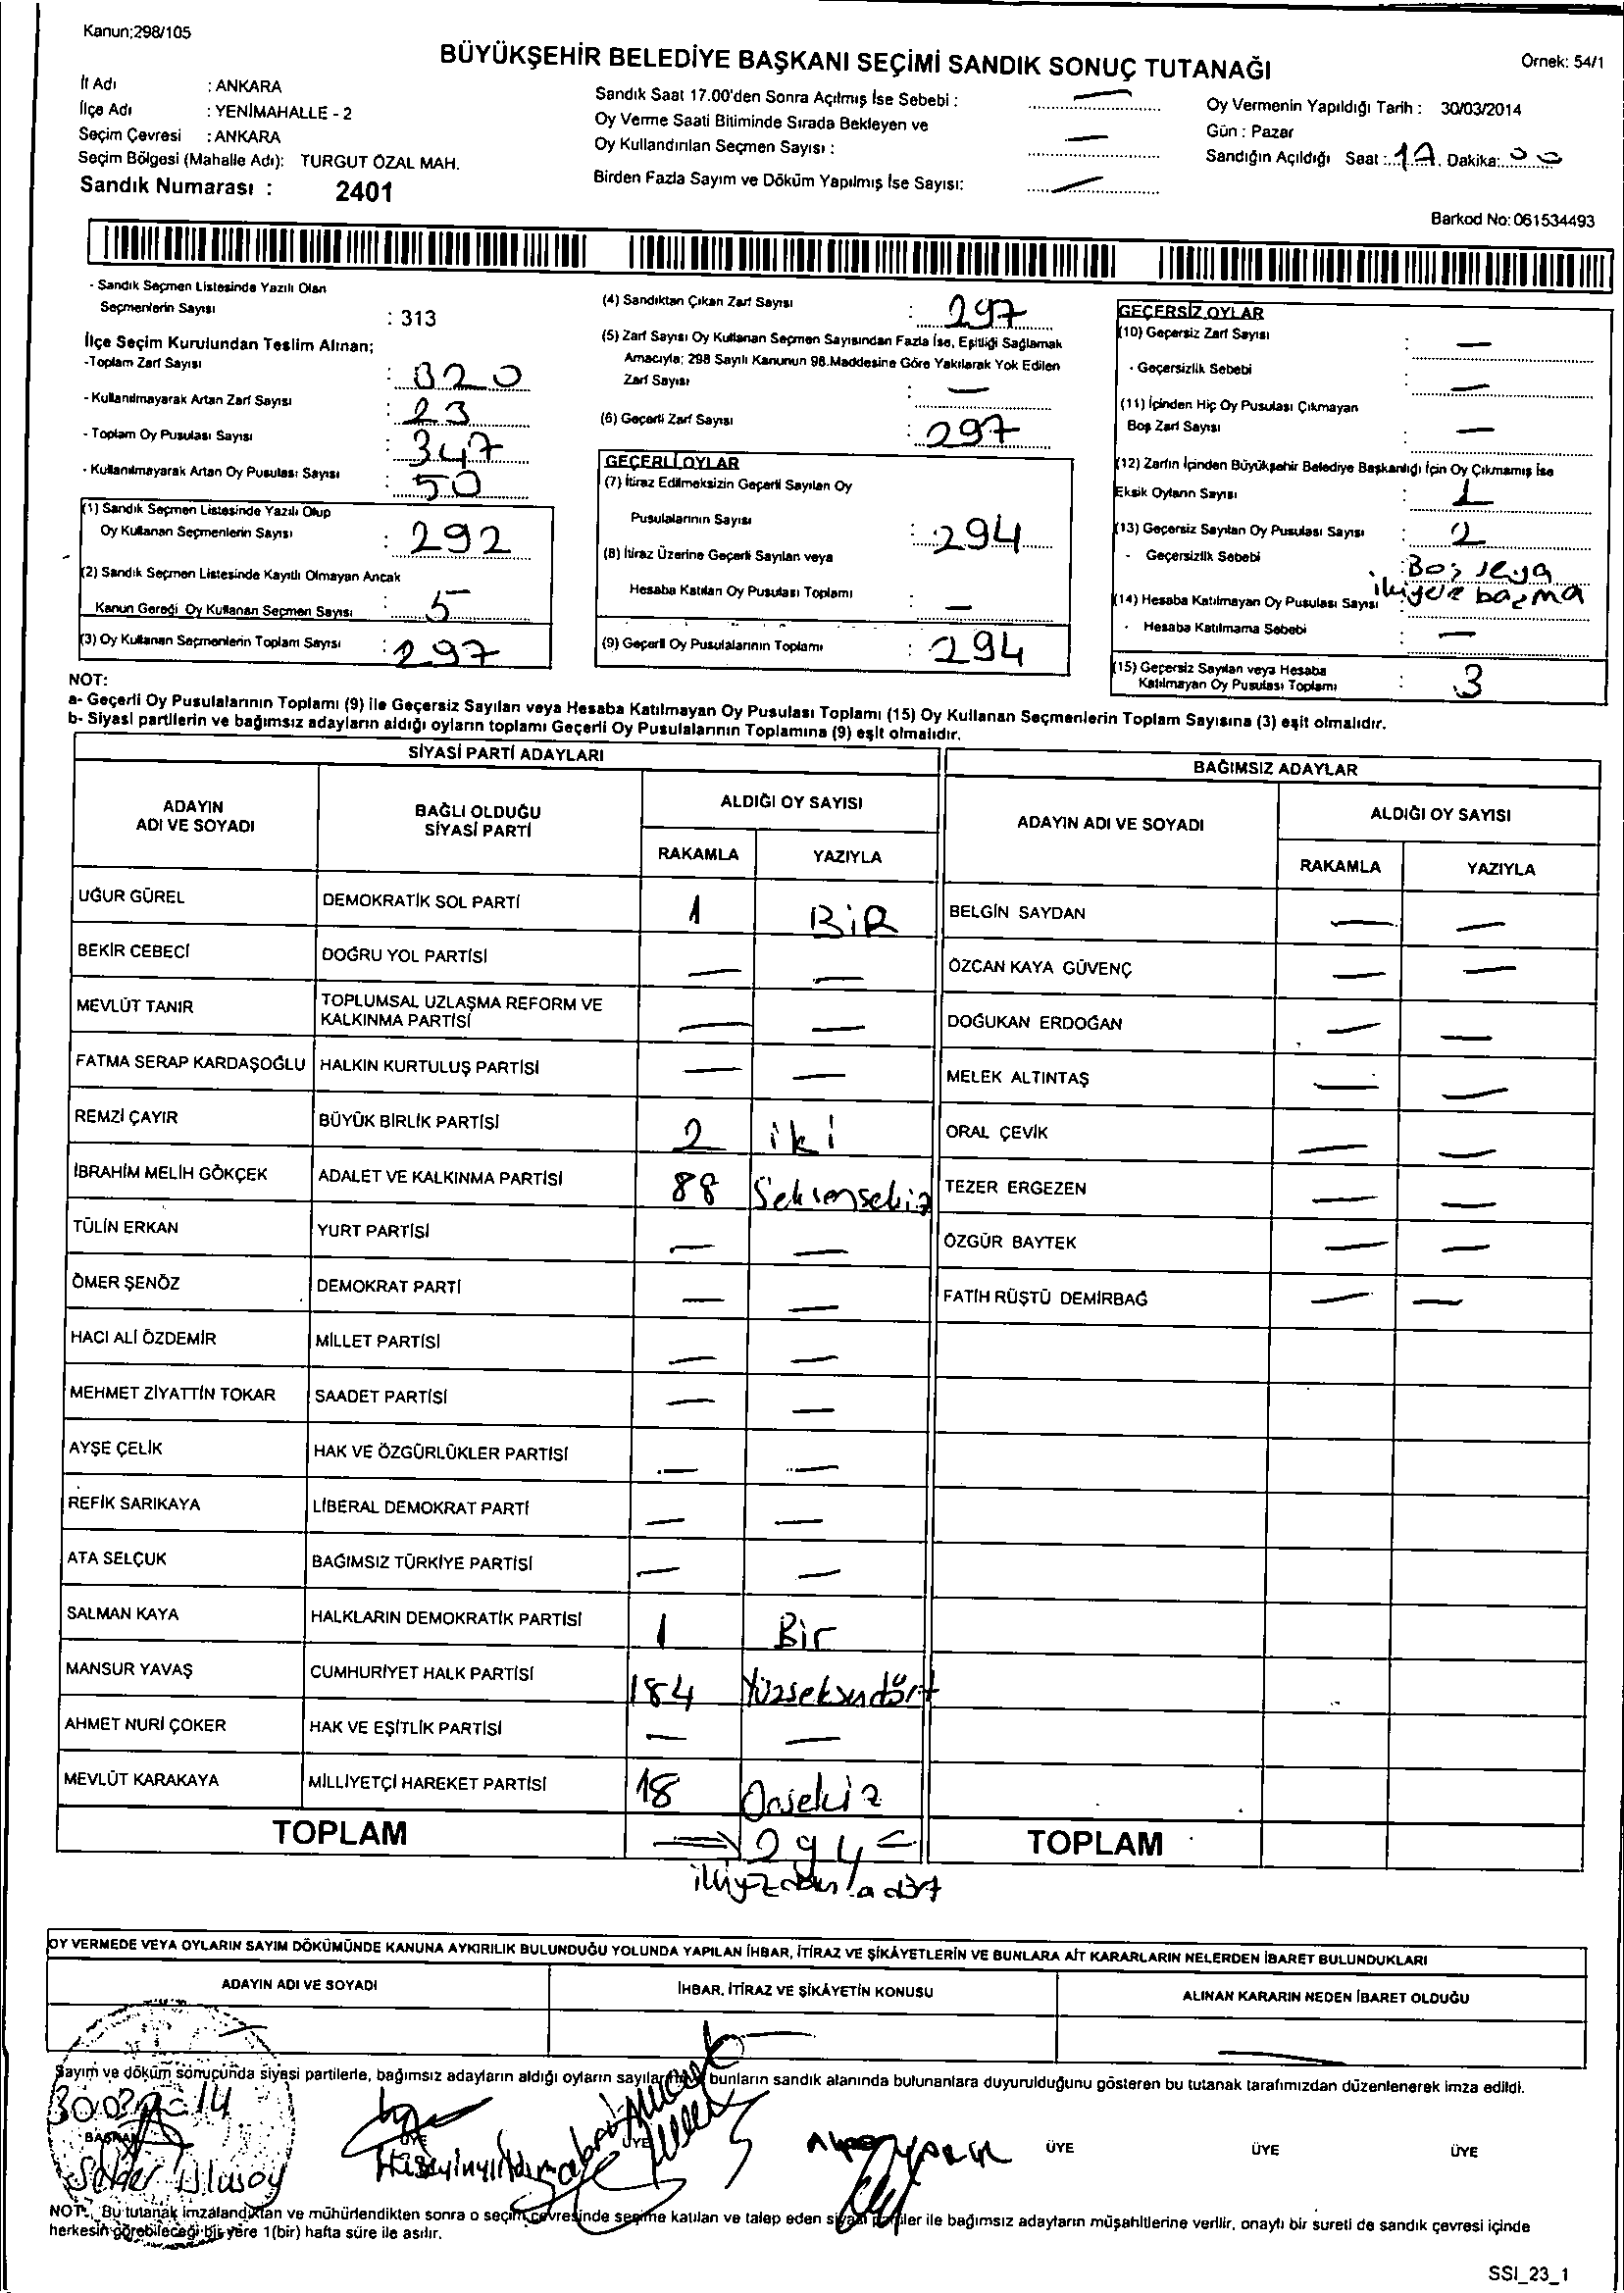 Kanun;298/105
BÜYÜKŞEHİR BELEDİYE BAŞKANI SEÇİMİ SANDIK SONUÇ TUTANAĞI
Örnek: 54/1
İl Adı : ANKARA
İlçe Adı : YENİMAHALLE - 2
Seçim Çevresi : ANKARA
Seçim Bölgesi (Mahalle Adı): TURGUT ÖZAL MAH.
Sandık Numarası : 2401
Sandık Saat 17.00'den Sonra Açılmış İse Sebebi : —
Oy Verme Saati Bitiminde Sırada Bekleyen ve
Oy Kullandırılan Seçmen Sayısı : —
Birden Fazla Sayım ve Döküm Yapılmış İse Sayısı: —
Oy Vermenin Yapıldığı Tarih : 30/03/2014
Gün : Pazar
Sandığın Açıldığı Saat : 17 Dakika: 00
Barkod No: 061534493
- Sandık Seçmen Listesinde Yazılı Olan
Seçmenlerin Sayısı : 313
İlçe Seçim Kurulundan Teslim Alınan;
-Toplam Zarf Sayısı : 320
- Kullanılmayarak Artan Zarf Sayısı : 23
- Toplam Oy Pusulası Sayısı : 347
- Kullanılmayarak Artan Oy Pusulası Sayısı : 50
(1) Sandık Seçmen Listesinde Yazılı Olup
Oy Kullanan Seçmenlerin Sayısı : 292
(2) Sandık Seçmen Listesinde Kayıtlı Olmayan Ancak
Kanun Gereği Oy Kullanan Seçmen Sayısı : 5
(3) Oy Kullanan Seçmenlerin Toplam Sayısı : 297
(4) Sandıktan Çıkan Zarf Sayısı : 297
(5) Zarf Sayısı Oy Kullanan Seçmen Sayısından Fazla İse, Eşitliği Sağlamak
Amacıyla; 298 Sayılı Kanunun 98.Maddesine Göre Yakılarak Yok Edilen
Zarf Sayısı : —
(6) Geçerli Zarf Sayısı : 297
GEÇERLİ OYLAR
(7) İtiraz Edilmeksizin Geçerli Sayılan Oy
Pusulalarının Sayısı : 294
(8) İtiraz Üzerine Geçerli Sayılan veya
Hesaba Katılan Oy Pusulası Toplamı : —
(9) Geçerli Oy Pusulalarının Toplamı : 294
GEÇERSİZ OYLAR
(10) Geçersiz Zarf Sayısı : —
- Geçersizlik Sebebi : —
(11) İçinden Hiç Oy Pusulası Çıkmayan
Boş Zarf Sayısı : —
(12) Zarfın İçinden Büyükşehir Belediye Başkanlığı İçin Oy Çıkmamış İse
Eksik Oyların Sayısı : 1
(13) Geçersiz Sayılan Oy Pusulası Sayısı : 2
- Geçersizlik Sebebi : Boş veya
ikiyere basma
(14) Hesaba Katılmayan Oy Pusulası Sayısı
- Hesaba Katılmama Sebebi : —
(15) Geçersiz Sayılan veya Hesaba
Katılmayan Oy Pusulası Toplamı : 3
NOT:
a- Geçerli Oy Pusulalarının Toplamı (9) ile Geçersiz Sayılan veya Hesaba Katılmayan Oy Pusulası Toplamı (15) Oy Kullanan Seçmenlerin Toplam Sayısına (3) eşit olmalıdır.
b- Siyasi partilerin ve bağımsız adayların aldığı oyların toplamı Geçerli Oy Pusulalarının Toplamına (9) eşit olmalıdır.
SİYASİ PARTİ ADAYLARI
ADAYIN ADI VE SOYADI
BAĞLI OLDUĞU SİYASİ PARTİ
ALDIĞI OY SAYISI
RAKAMLA YAZIYLA
UĞUR GÜREL DEMOKRATİK SOL PARTİ 1 BİR
BEKİR CEBECİ DOĞRU YOL PARTİSİ — —
MEVLÜT TANIR TOPLUMSAL UZLAŞMA REFORM VE KALKINMA PARTİSİ — —
FATMA SERAP KARDAŞOĞLU HALKIN KURTULUŞ PARTİSİ — —
REMZİ ÇAYIR BÜYÜK BİRLİK PARTİSİ 2 iki
İBRAHİM MELİH GÖKÇEK ADALET VE KALKINMA PARTİSİ 88 Seksensekiz
TÜLİN ERKAN YURT PARTİSİ — —
ÖMER ŞENÖZ DEMOKRAT PARTİ — —
HACI ALİ ÖZDEMİR MİLLET PARTİSİ — —
MEHMET ZİYATTİN TOKAR SAADET PARTİSİ — —
AYŞE ÇELİK HAK VE ÖZGÜRLÜKLER PARTİSİ — —
REFİK SARIKAYA LİBERAL DEMOKRAT PARTİ — —
ATA SELÇUK BAĞIMSIZ TÜRKİYE PARTİSİ — —
SALMAN KAYA HALKLARIN DEMOKRATİK PARTİSİ 1 Bir
MANSUR YAVAŞ CUMHURİYET HALK PARTİSİ 184 Yüzseksendört
AHMET NURİ ÇOKER HAK VE EŞİTLİK PARTİSİ — —
MEVLÜT KARAKAYA MİLLİYETÇİ HAREKET PARTİSİ 18 Onsekiz
TOPLAM 294
BAĞIMSIZ ADAYLAR
ADAYIN ADI VE SOYADI
ALDIĞI OY SAYISI
RAKAMLA YAZIYLA
BELGİN SAYDAN — —
ÖZCAN KAYA GÜVENÇ — —
DOĞUKAN ERDOĞAN — —
MELEK ALTINTAŞ — —
ORAL ÇEVİK — —
TEZER ERGEZEN — —
ÖZGÜR BAYTEK — —
FATİH RÜŞTÜ DEMİRBAĞ — —
TOPLAM
OY VERMEDE VEYA OYLARIN SAYIM DÖKÜMÜNDE KANUNA AYKIRILIK BULUNDUĞU YOLUNDA YAPILAN İHBAR, İTİRAZ VE ŞİKÂYETLERİN VE BUNLARA AİT KARARLARIN NELERDEN İBARET BULUNDUKLARI
ADAYIN ADI VE SOYADI
İHBAR, İTİRAZ VE ŞİKÂYETİN KONUSU
ALINAN KARARIN NEDEN İBARET OLDUĞU
— — —
Sayım ve döküm sonucunda siyasi partilerle, bağımsız adayların aldığı oyların sayıları bunların sandık alanında bulunanlara duyurulduğunu gösteren bu tutanak tarafımızdan düzenlenerek imza edildi.
BAŞKAN ÜYE ÜYE ÜYE ÜYE ÜYE
NOT: Bu tutanak imzalandıktan ve mühürlendikten sonra o seçim çevresinde seçime katılan ve talep eden siyasi partiler ile bağımsız adayların müşahitlerine verilir, onaylı bir sureti de sandık çevresi içinde
herkesin görebileceği bir yere 1(bir) hafta süre ile asılır.
SSI_23_1